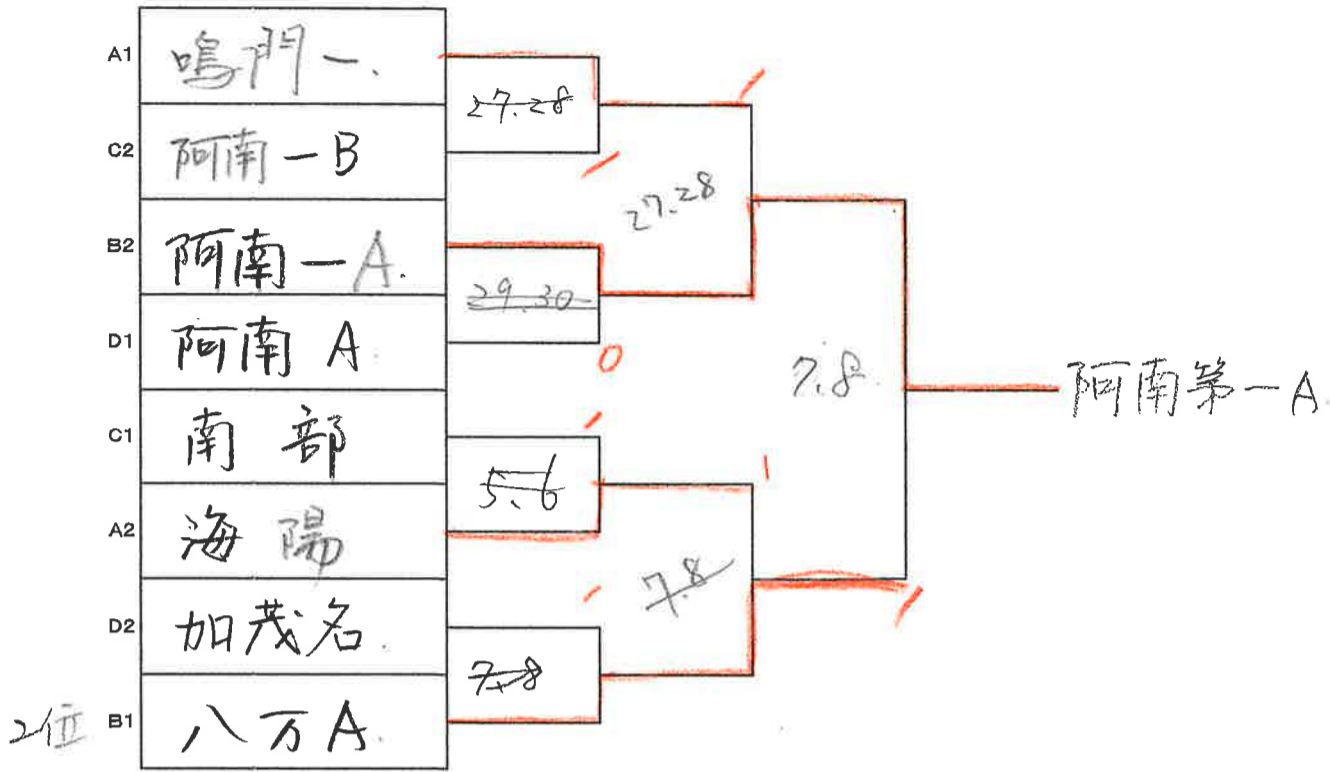 A1 鳴門一.
27.28
C2 阿南一B
27.28
B2 阿南一A.
29.30
D1 阿南A
0
7.8
阿南第一A
C1 南部
5.6
1
A2 海陽
7.8
D2 加茂名.
7.8
2位 B1 八万A.